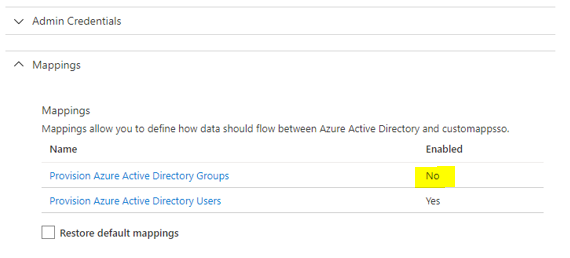 Admin Credentials
Mappings
Mappings
Mappings allow you to define how data should flow between Azure Active Directory and customappsso.
Name Enabled
Provision Azure Active Directory Groups No
Provision Azure Active Directory Users Yes
Restore default mappings